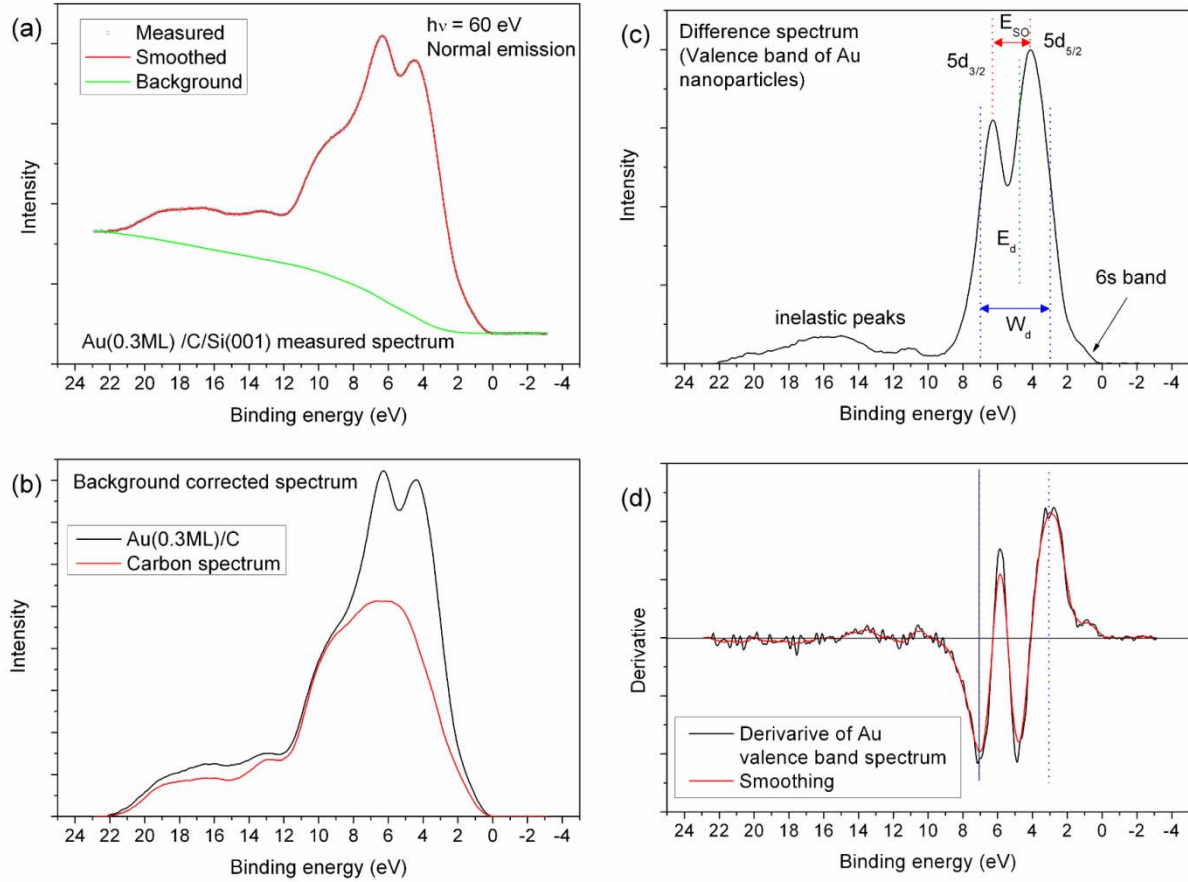 (a)
Measured
Smoothed
Background
hν = 60 eV
Normal emission
Au(0.3ML) /C/Si(001) measured spectrum
Intensity
24 22 20 18 16 14 12 10 8 6 4 2 0 -2 -4
Binding energy (eV)
(b)
Background corrected spectrum
Au(0.3ML)/C
Carbon spectrum
Intensity
24 22 20 18 16 14 12 10 8 6 4 2 0 -2 -4
Binding energy (eV)
(c)
Difference spectrum
(Valence band of Au
nanoparticles)
E_SO
5d_3/2
5d_5/2
E_d
W_d
6s band
inelastic peaks
Intensity
22 20 18 16 14 12 10 8 6 4 2 0 -2 -4
Binding energy (eV)
(d)
Derivarive of Au
valence band spectrum
Smoothing
Derivative
24 22 20 18 16 14 12 10 8 6 4 2 0 -2 -4
Binding energy (eV)